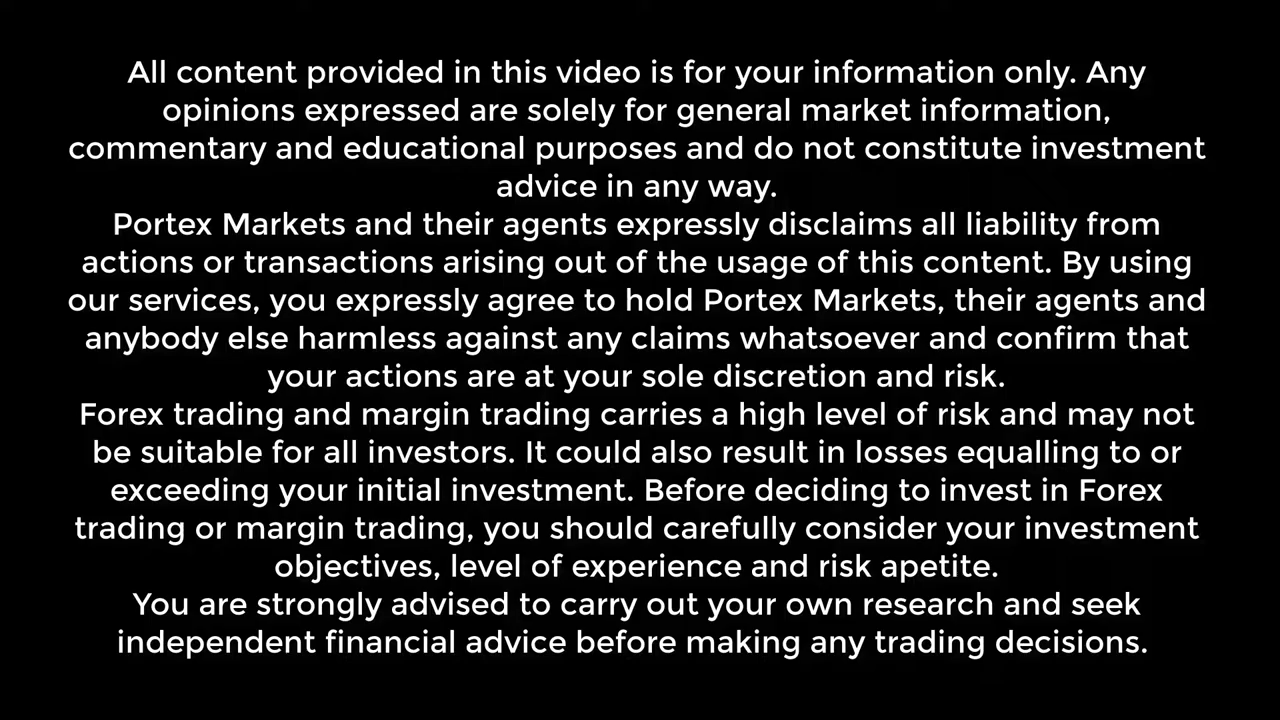 All content provided in this video is for your information only. Any
opinions expressed are solely for general market information,
commentary and educational purposes and do not constitute investment
advice in any way.
Portex Markets and their agents expressly disclaims all liability from
actions or transactions arising out of the usage of this content. By using
our services, you expressly agree to hold Portex Markets, their agents and
anybody else harmless against any claims whatsoever and confirm that
your actions are at your sole discretion and risk.
Forex trading and margin trading carries a high level of risk and may not
be suitable for all investors. It could also result in losses equalling to or
exceeding your initial investment. Before deciding to invest in Forex
trading or margin trading, you should carefully consider your investment
objectives, level of experience and risk apetite.
You are strongly advised to carry out your own research and seek
independent financial advice before making any trading decisions.